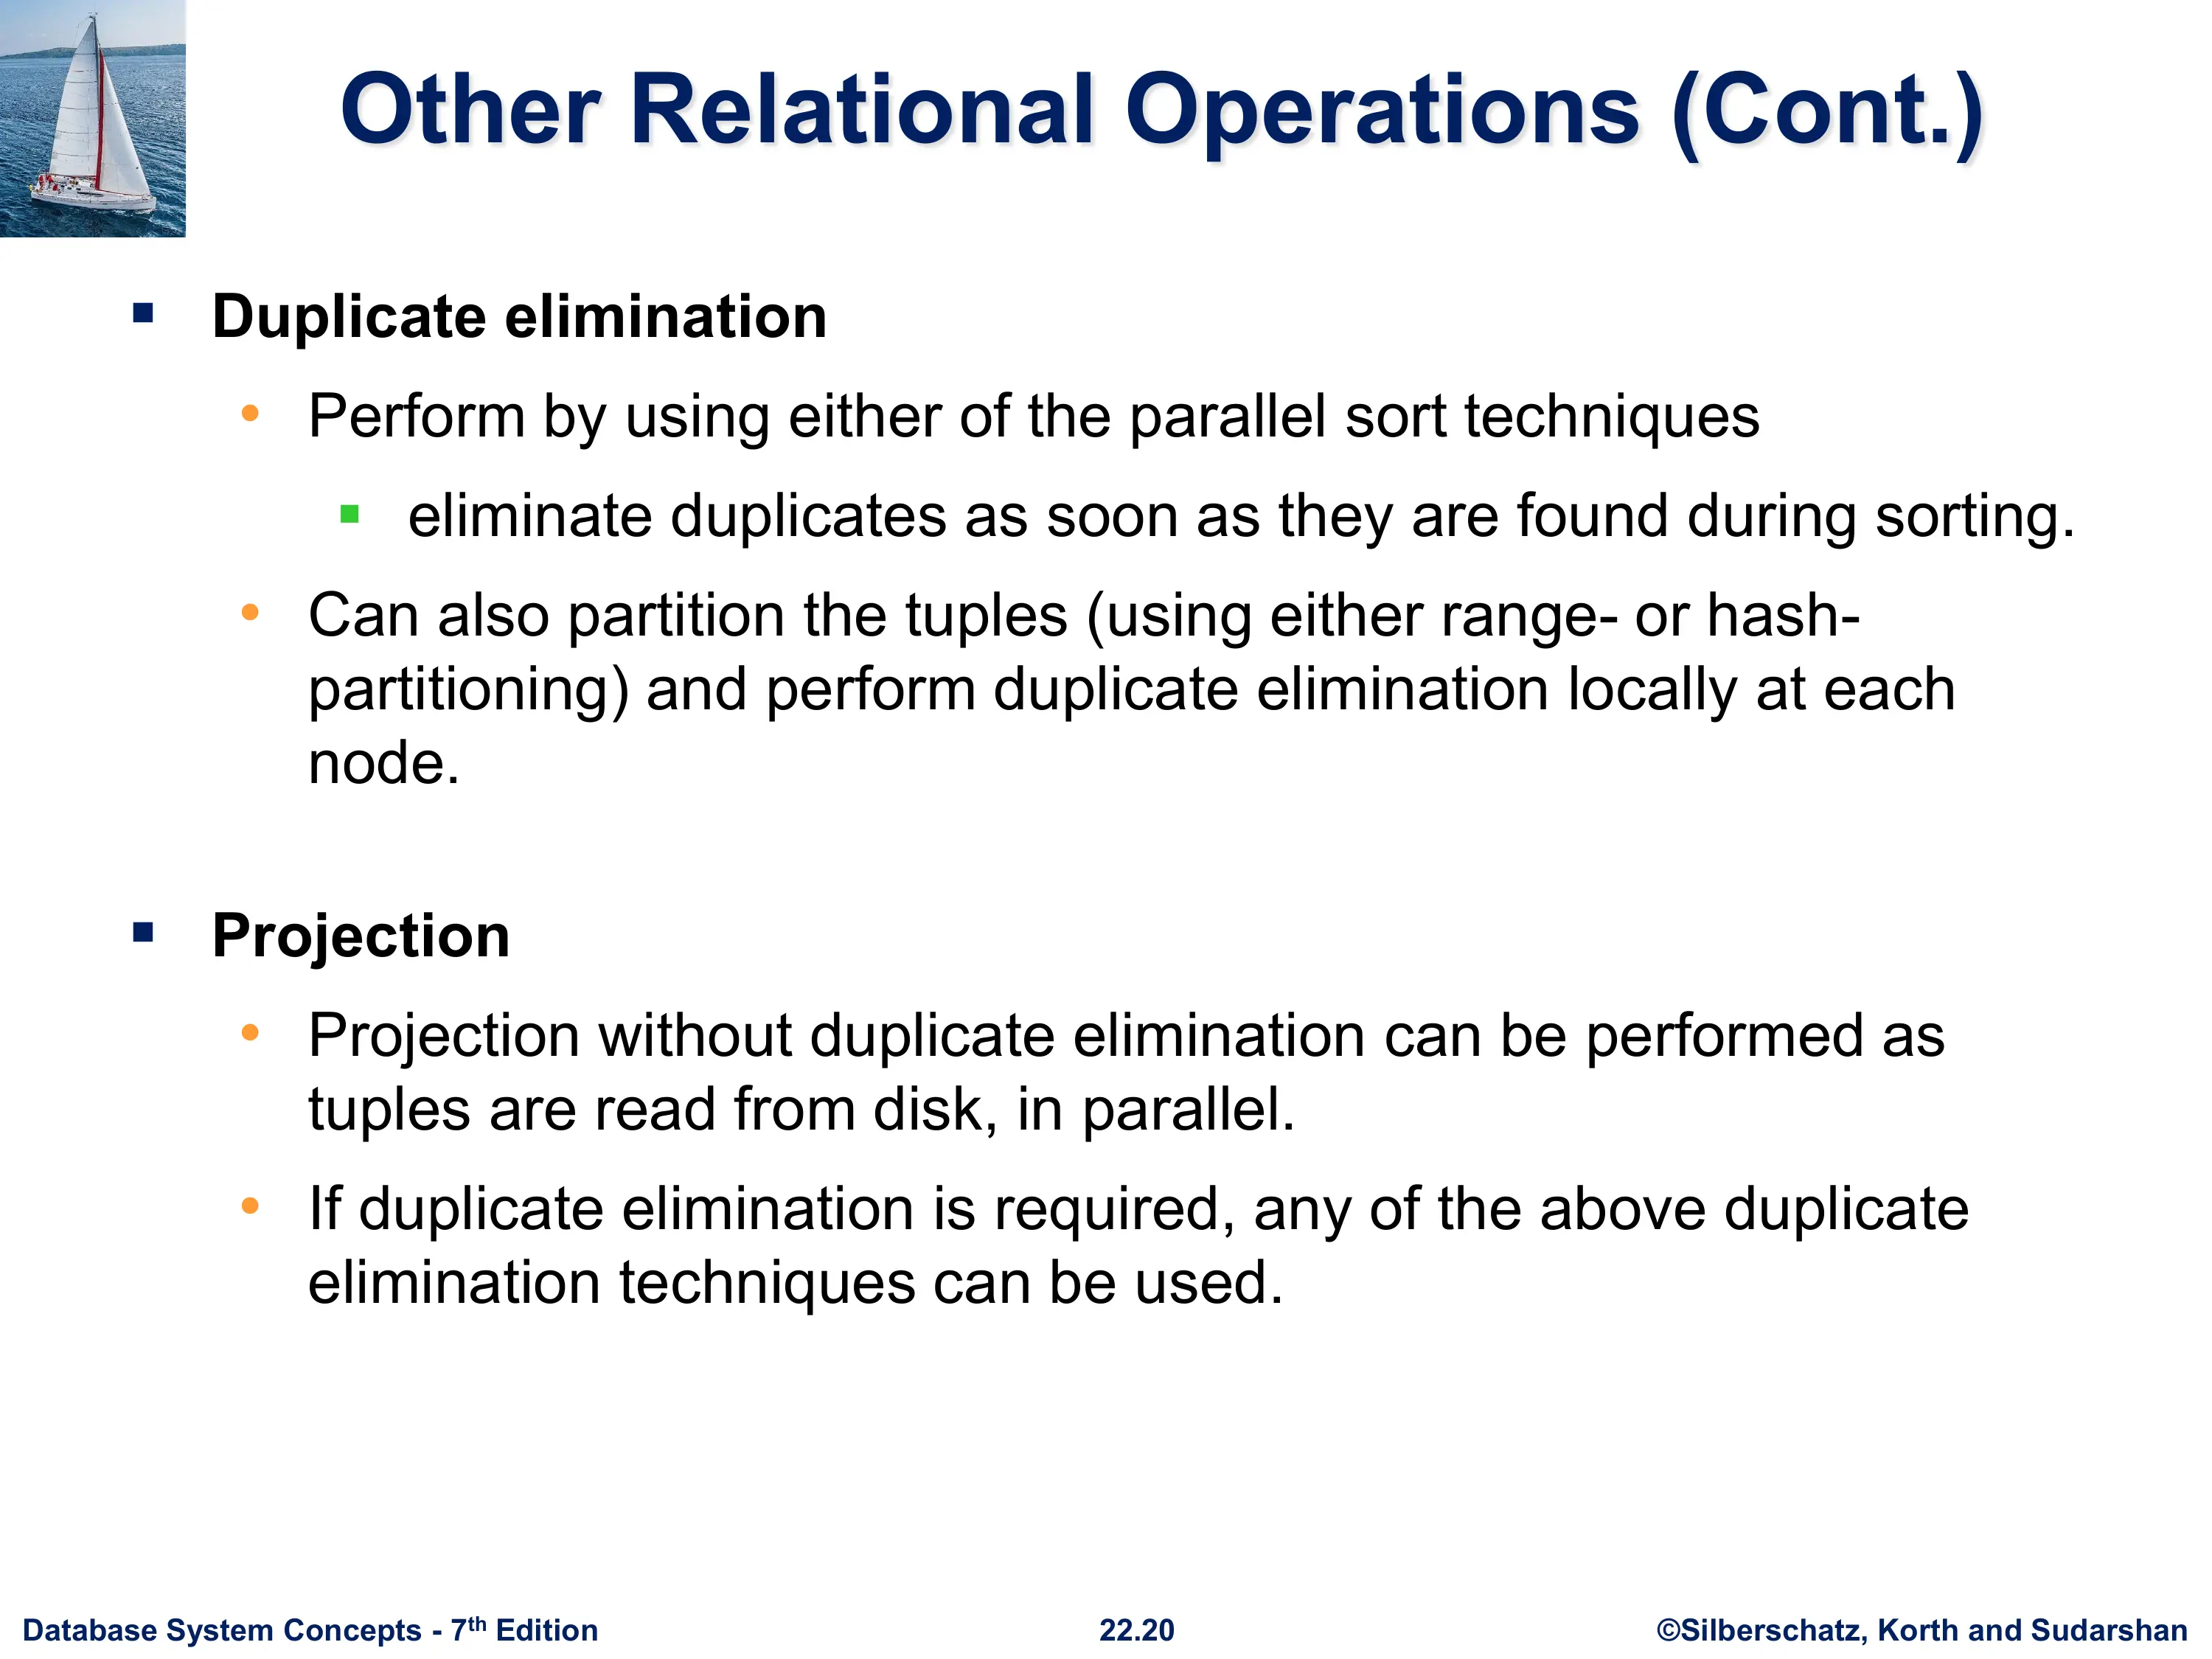 Other Relational Operations (Cont.)
▪ Duplicate elimination
• Perform by using either of the parallel sort techniques
▪ eliminate duplicates as soon as they are found during sorting.
• Can also partition the tuples (using either range- or hash-
partitioning) and perform duplicate elimination locally at each
node.
▪ Projection
• Projection without duplicate elimination can be performed as
tuples are read from disk, in parallel.
• If duplicate elimination is required, any of the above duplicate
elimination techniques can be used.
Database System Concepts - 7th Edition
22.20
©Silberschatz, Korth and Sudarshan